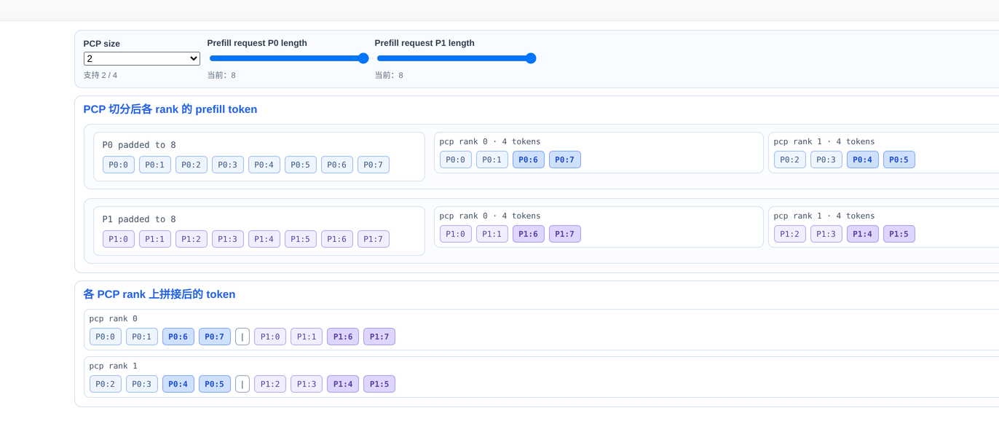 PCP size
2
支持 2 / 4
Prefill request P0 length
当前：8
Prefill request P1 length
当前：8
PCP 切分后各 rank 的 prefill token
P0 padded to 8
P0:0 P0:1 P0:2 P0:3 P0:4 P0:5 P0:6 P0:7
pcp rank 0 · 4 tokens
P0:0 P0:1 P0:6 P0:7
pcp rank 1 · 4 tokens
P0:2 P0:3 P0:4 P0:5
P1 padded to 8
P1:0 P1:1 P1:2 P1:3 P1:4 P1:5 P1:6 P1:7
pcp rank 0 · 4 tokens
P1:0 P1:1 P1:6 P1:7
pcp rank 1 · 4 tokens
P1:2 P1:3 P1:4 P1:5
各 PCP rank 上拼接后的 token
pcp rank 0
P0:0 P0:1 P0:6 P0:7 | P1:0 P1:1 P1:6 P1:7
pcp rank 1
P0:2 P0:3 P0:4 P0:5 | P1:2 P1:3 P1:4 P1:5